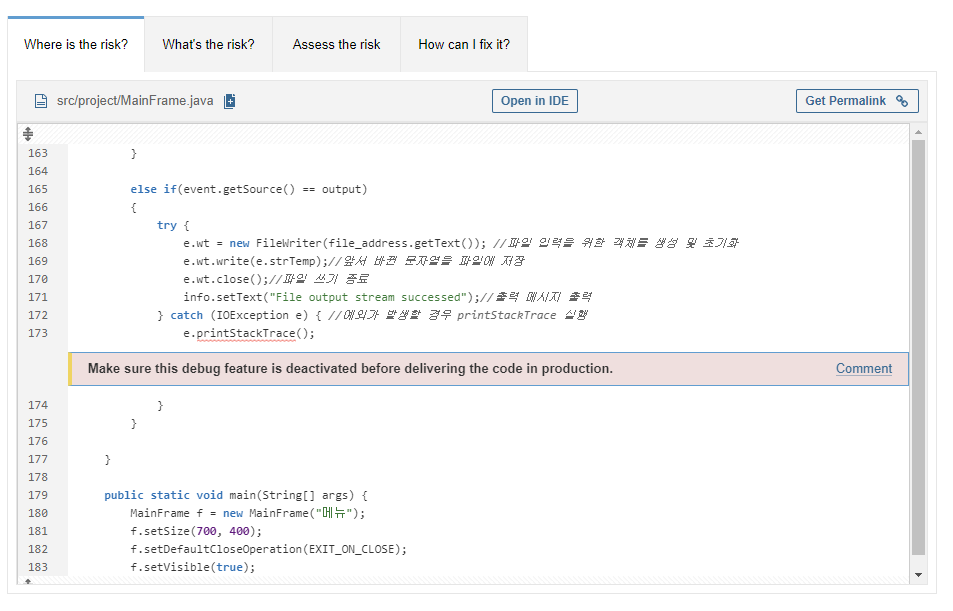 Where is the risk? What's the risk? Assess the risk How can I fix it?
src/project/MainFrame.java Open in IDE Get Permalink
163 }
164
165 else if(event.getSource() == output)
166 {
167 try {
168 e.wt = new FileWriter(file_address.getText()); //파일 입력을 위한 객체를 생성 및 초기화
169 e.wt.write(e.strTemp);//앞서 바뀐 문자열을 파일에 저장
170 e.wt.close();//파일 쓰기 종료
171 info.setText("File output stream successed");//출력 메시지 출력
172 } catch (IOException e) { //예외가 발생할 경우 printStackTrace 실행
173 e.printStackTrace();
Make sure this debug feature is deactivated before delivering the code in production. Comment
174 }
175 }
176
177 }
178
179 public static void main(String[] args) {
180 MainFrame f = new MainFrame("메뉴");
181 f.setSize(700, 400);
182 f.setDefaultCloseOperation(EXIT_ON_CLOSE);
183 f.setVisible(true);